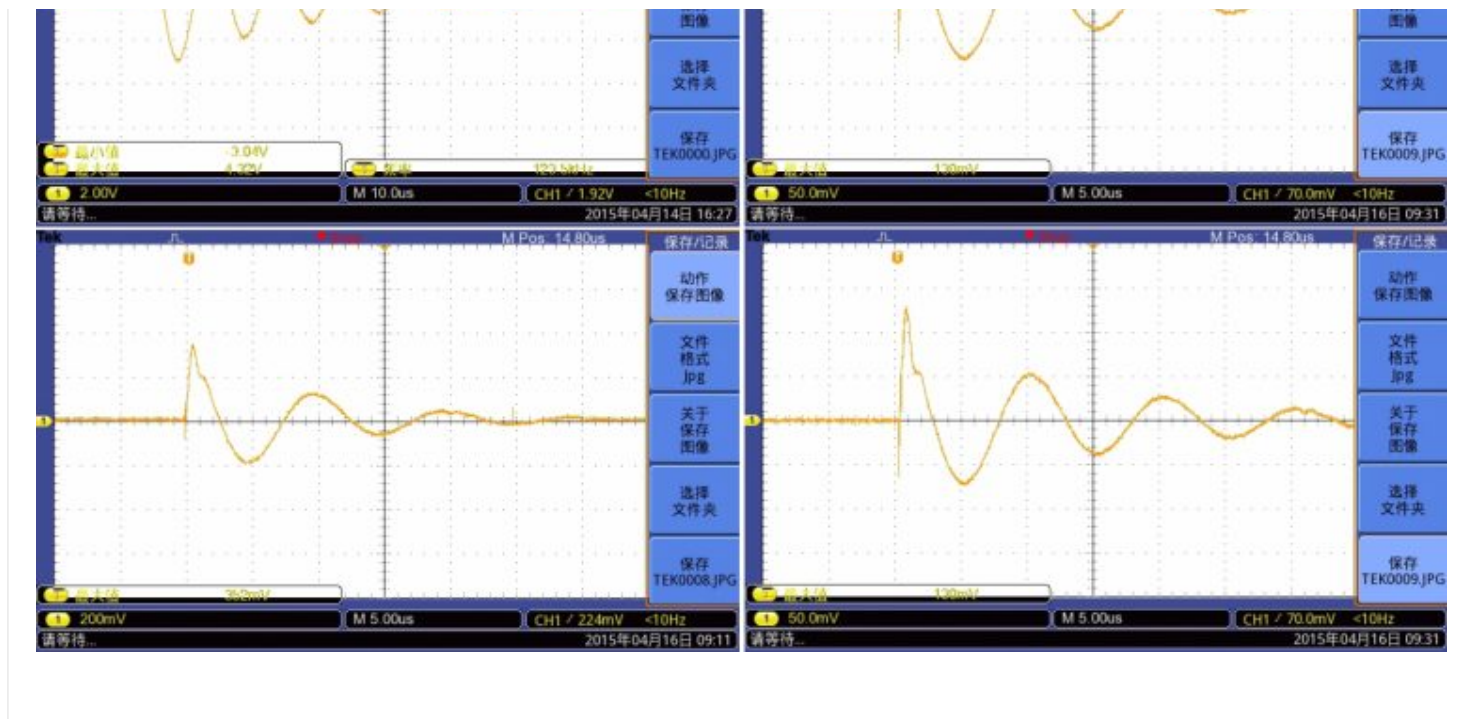 图像
选择
文件夹
保存
TEK0000.JPG
最小值 -3.04V
最大值 4.32V
频率
1 2.00V M 10.0us CH1 / 1.92V <10Hz
请等待... 2015年04月14日 16:27
图像
选择
文件夹
保存
TEK0009.JPG
最大值 138mV
1 50.0mV M 5.00us CH1 / 70.0mV <10Hz
请等待... 2015年04月16日 09:31
Tek M Pos: 14.80us 保存/记录
动作
保存图像
文件
格式
Jpg
关于
保存
图像
选择
文件夹
保存
TEK0008.JPG
1
最大值 352mV
1 200mV M 5.00us CH1 / 224mV <10Hz
请等待... 2015年04月16日 09:11
Tek M Pos: 14.80us 保存/记录
动作
保存图像
文件
格式
Jpg
关于
保存
图像
选择
文件夹
保存
TEK0009.JPG
1
最大值 138mV
1 50.0mV M 5.00us CH1 / 70.0mV <10Hz
请等待... 2015年04月16日 09:31